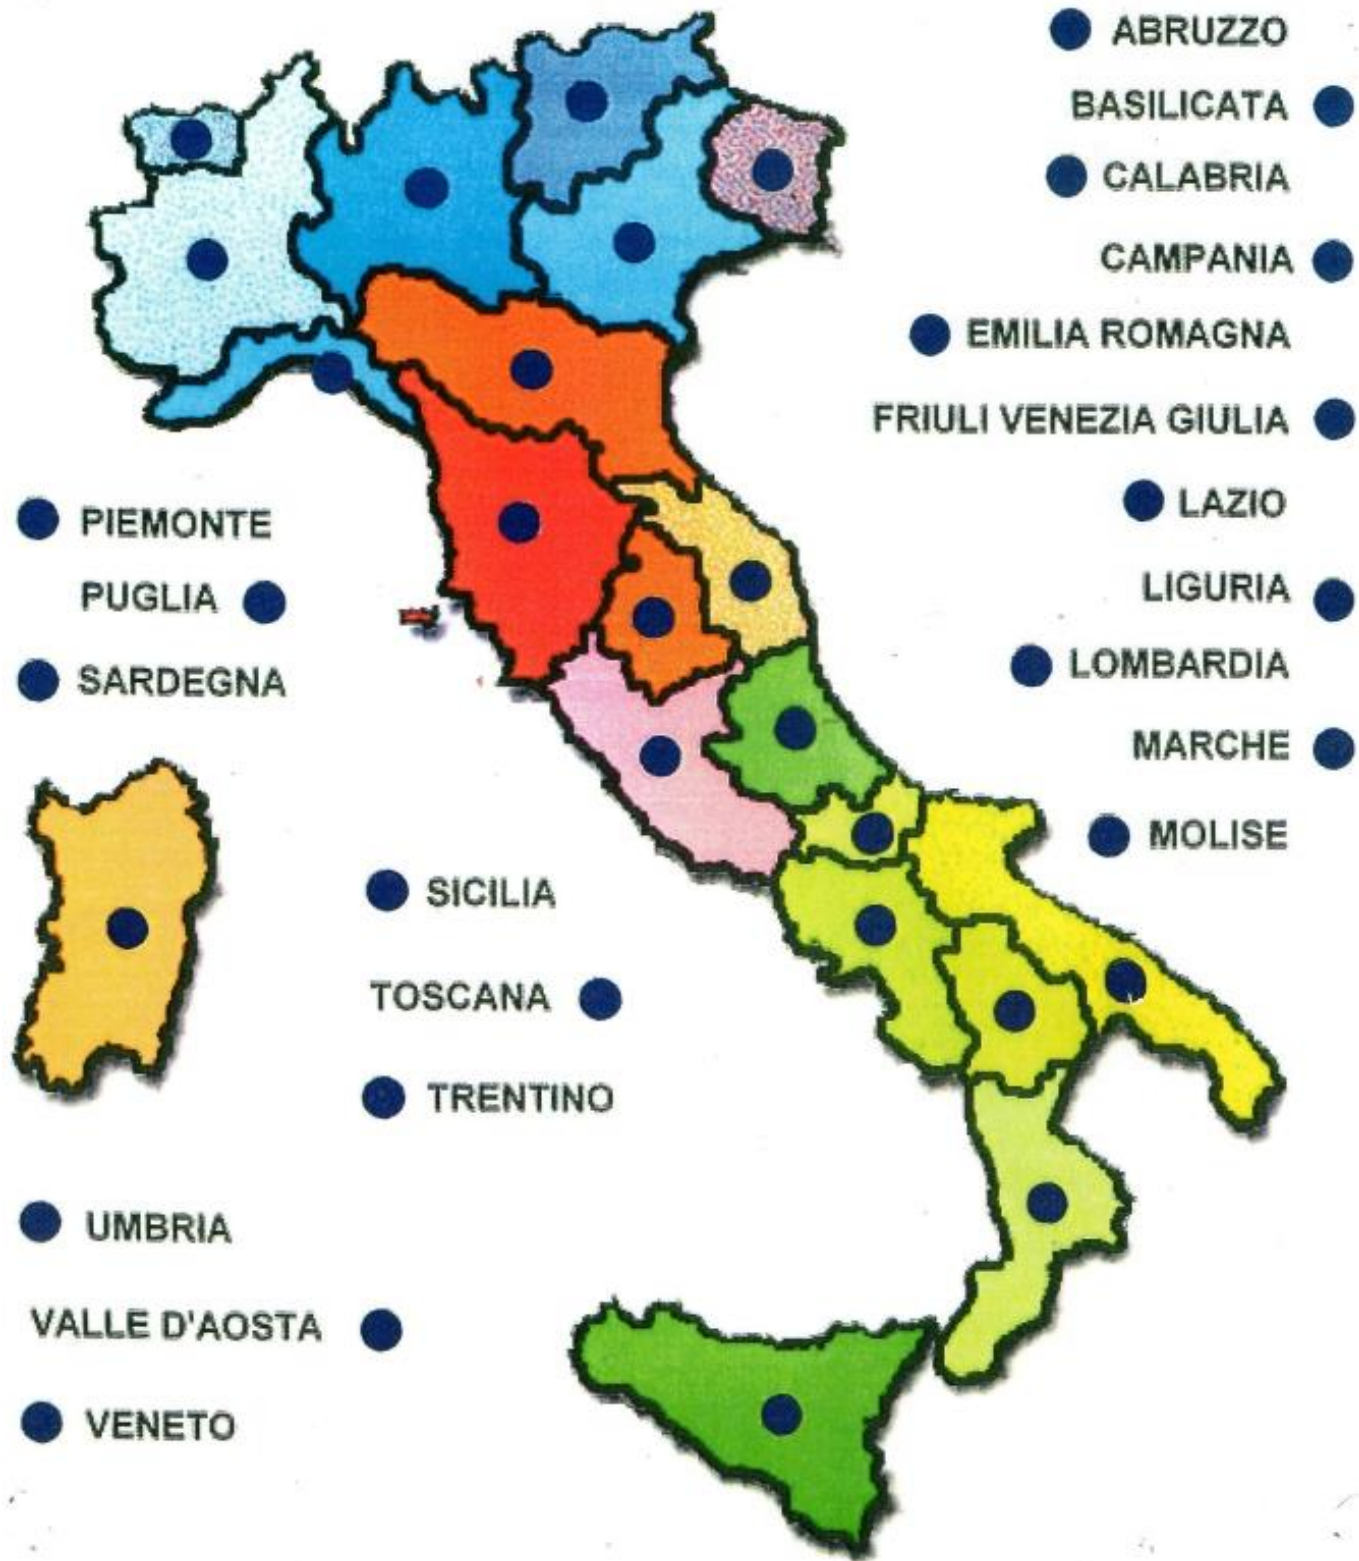 ABRUZZO
BASILICATA
CALABRIA
CAMPANIA
EMILIA ROMAGNA
FRIULI VENEZIA GIULIA
LAZIO
LIGURIA
LOMBARDIA
MARCHE
MOLISE
PIEMONTE
PUGLIA
SARDEGNA
SICILIA
TOSCANA
TRENTINO
UMBRIA
VALLE D'AOSTA
VENETO